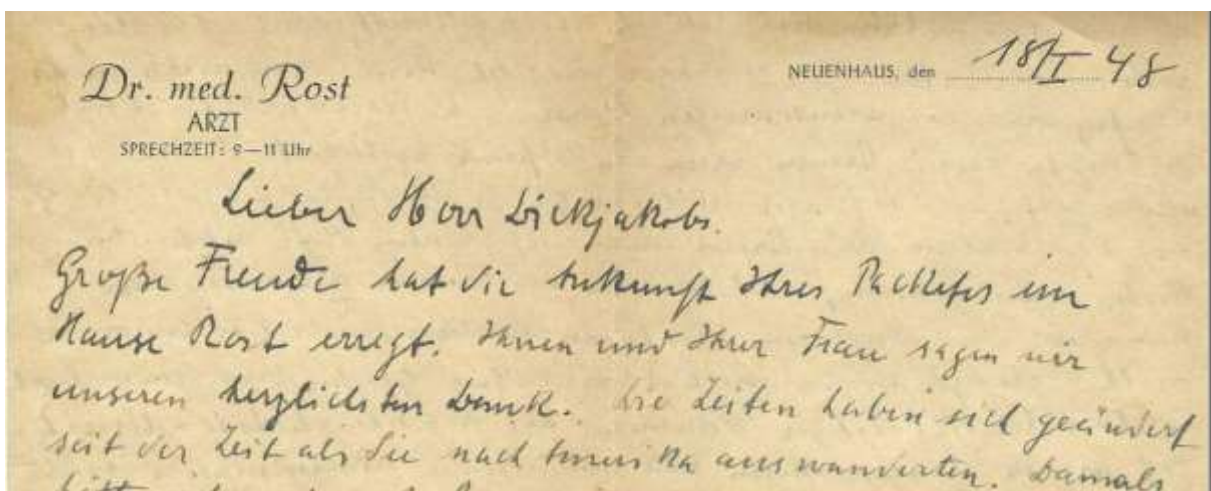 Dr. med. Rost
ARZT
SPRECHZEIT: 9—11 Uhr
NEUENHAUS, den 18/I 48
Lieber Herr Dickjakobs.
Große Freude hat die Ankunft Ihres Packetes im
Hause Rost erregt. Ihnen und Ihrer Frau sagen wir
unseren herzlichsten Dank. Die Zeiten haben sich geändert
seit der Zeit als Sie nach Amerika auswanderten. Damals